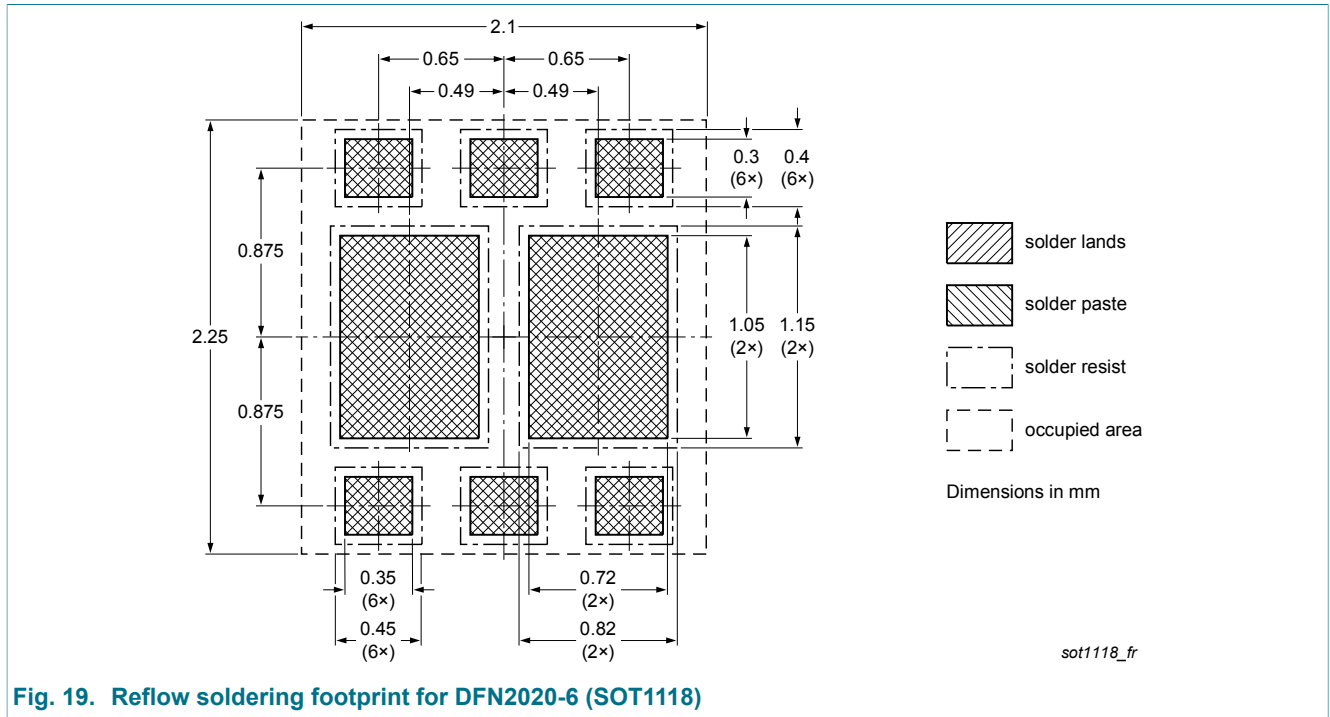 2.1
0.65 0.65
0.49 0.49
0.3 0.4
(6×) (6×)
0.875
solder lands
solder paste
2.25
1.05 1.15
(2×) (2×)
solder resist
0.875
occupied area
Dimensions in mm
0.35 0.72
(6×) (2×)
0.45 0.82
(6×) (2×)
sot1118_fr
Fig. 19. Reflow soldering footprint for DFN2020-6 (SOT1118)